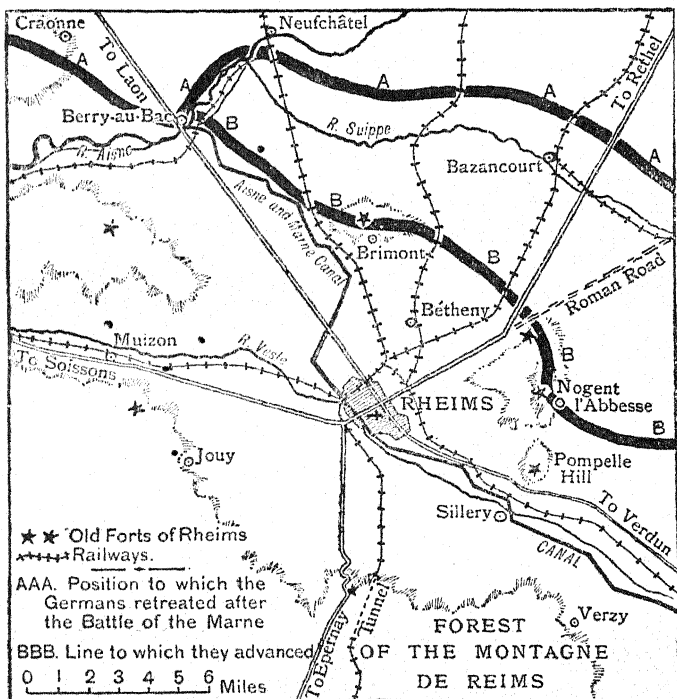 Craonne
Neufchâtel
To Laon
A
A
A
A
A
To Rethel
Berry-au-Bac
B
R. Suippe
R. Aisne
Bazancourt
Aisne and Marne Canal
B
B
B
Brimont
Roman Road
Bétheny
Muizon
R. Vesle
To Soissons
B
RHEIMS
Nogent
l'Abbesse
B
Jouy
Pompelle
Hill
Sillery
To Verdun
CANAL
Old Forts of Rheims
Railways.
AAA. Position to which the
Germans retreated after
the Battle of the Marne
BBB. Line to which they advanced
0 1 2 3 4 5 6 Miles
To Epernay
Tunnel
Verzy
FOREST
OF THE MONTAGNE
DE REIMS